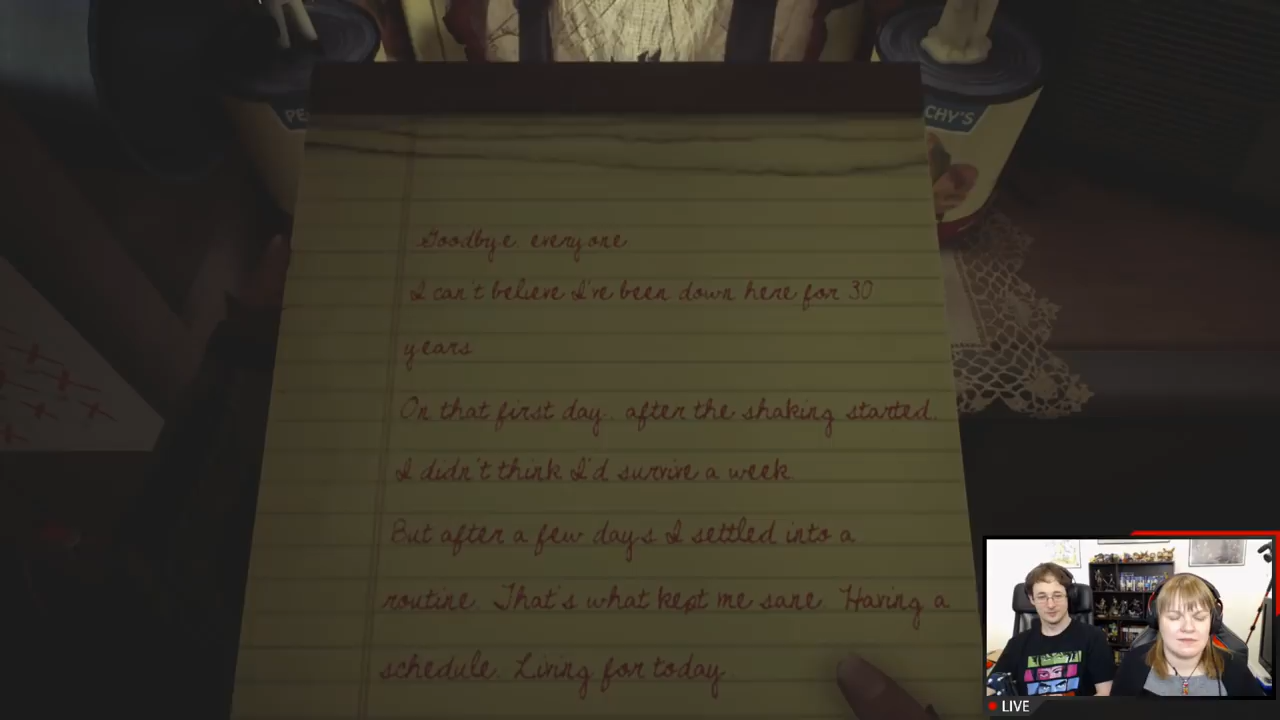 PE
CHY'S
Goodbye everyone
I can't believe I've been down here for 30
years
On that first day, after the shaking started,
I didn't think I'd survive a week.
But after a few days I settled into a
routine. That's what kept me sane. Having a
schedule. Living for today.
LIVE